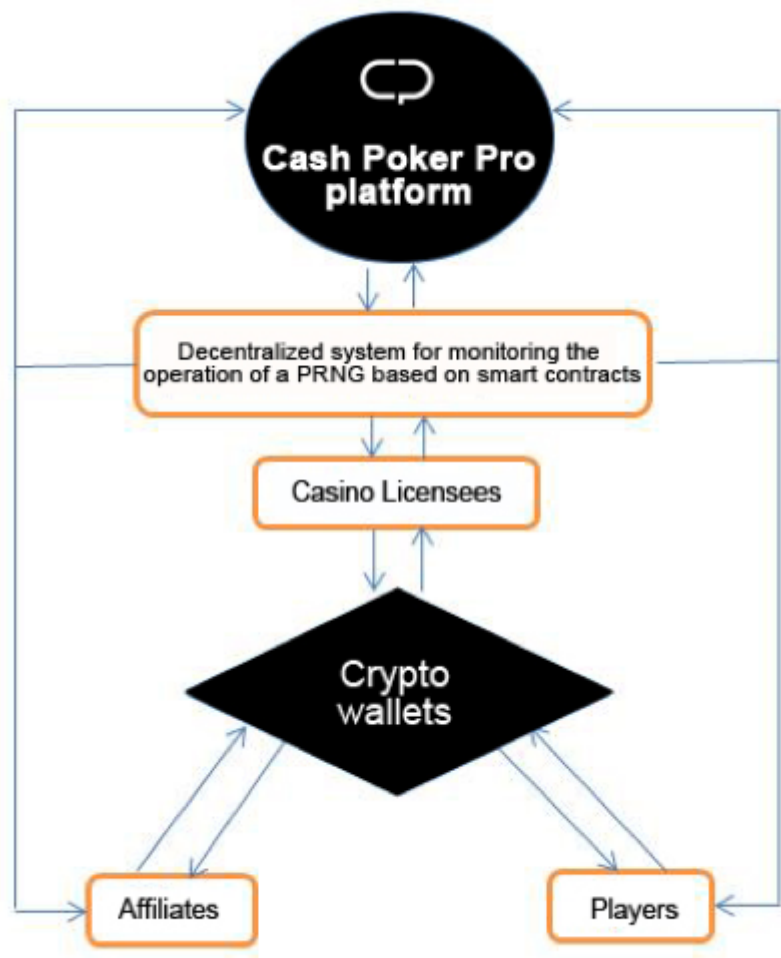 Cash Poker Pro
platform
Decentralized system for monitoring the
operation of a PRNG based on smart contracts
Casino Licensees
Crypto
wallets
Affiliates
Players